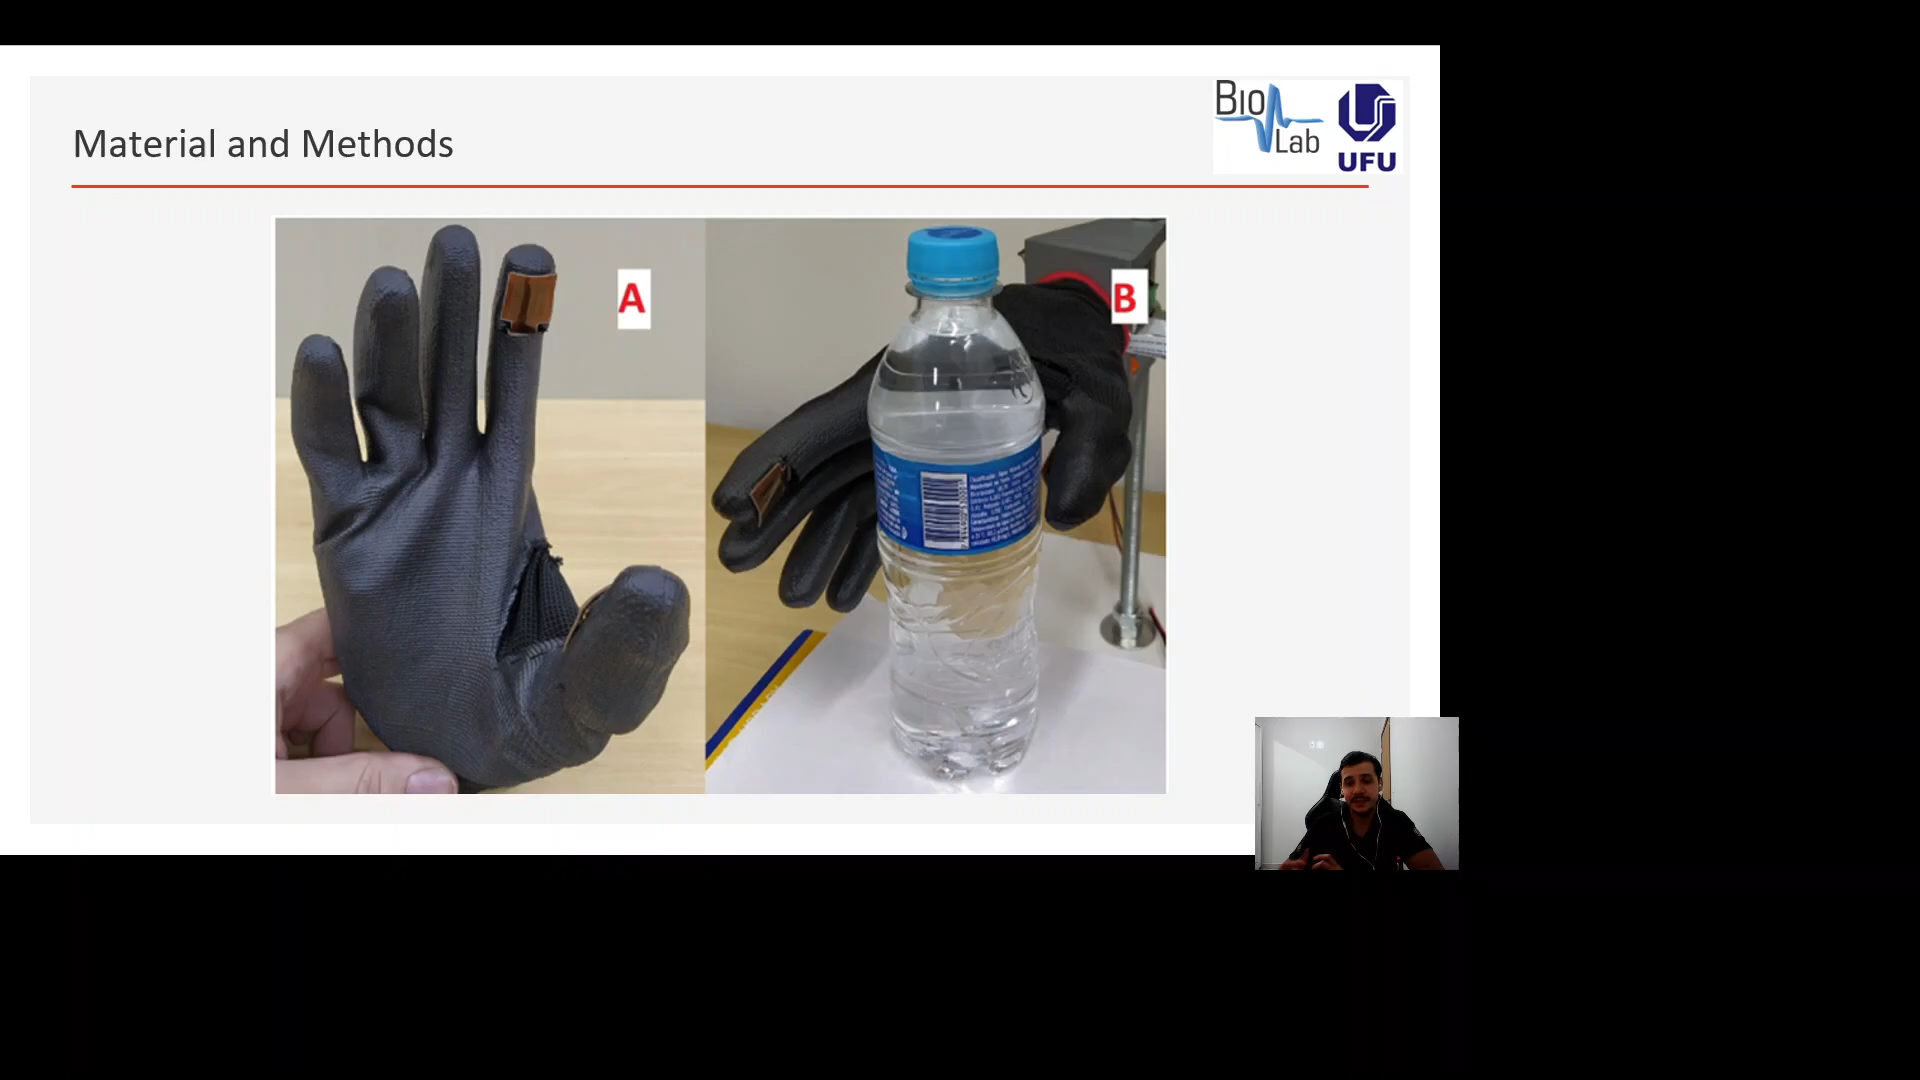 Material and Methods
Bio
Lab
UFU
A
B